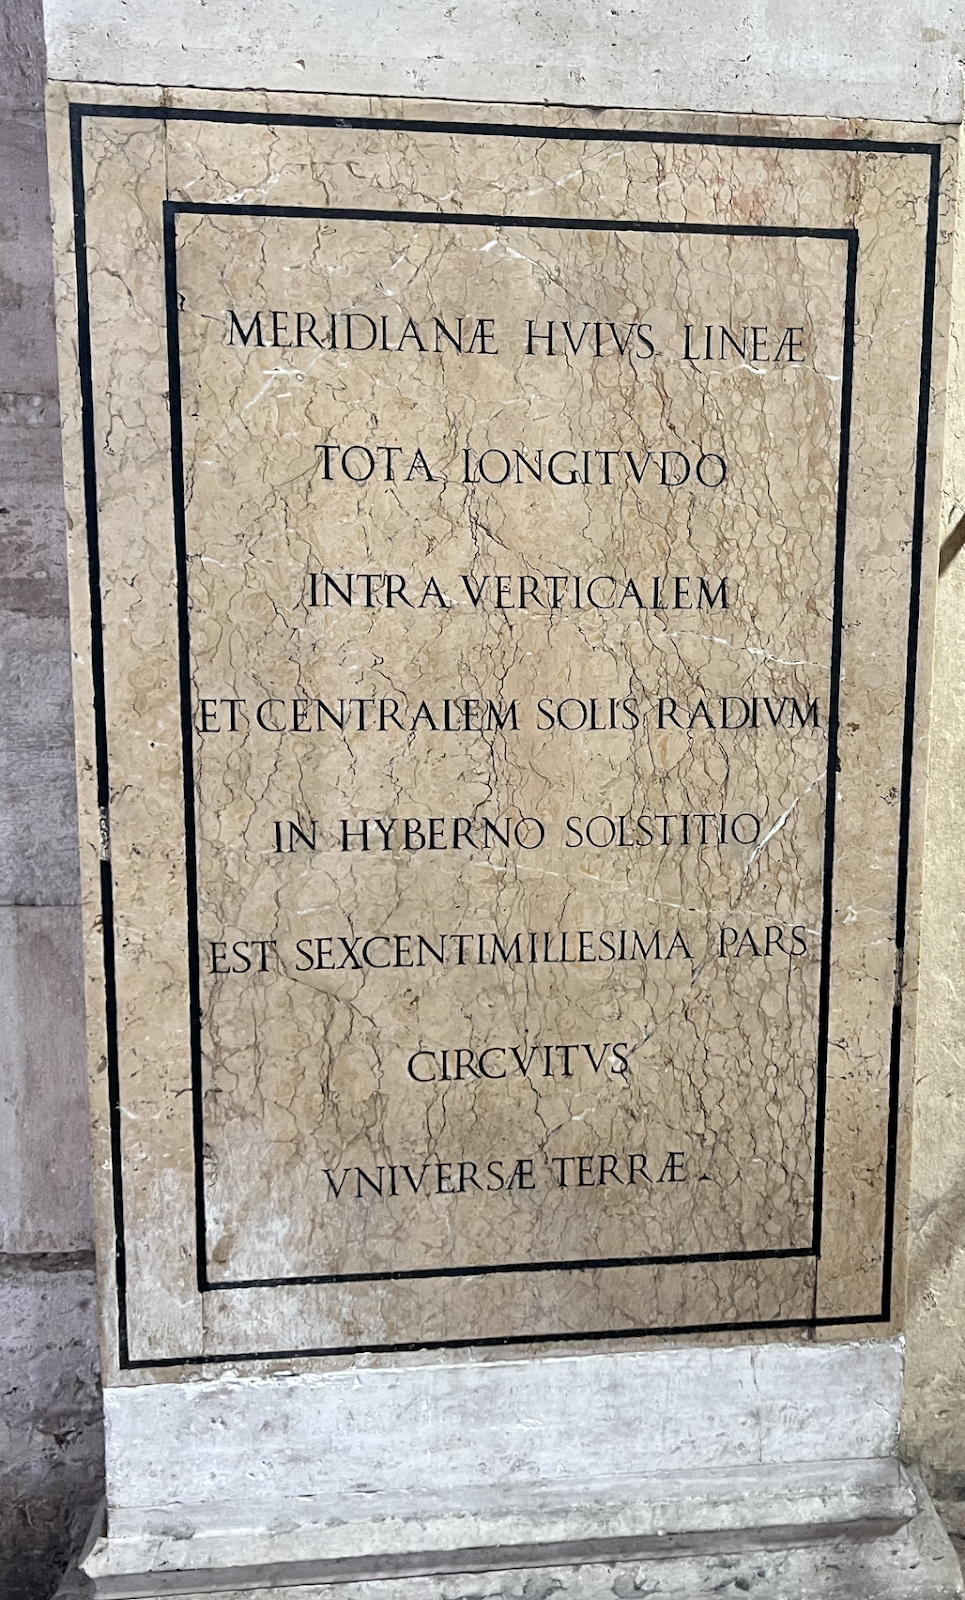 MERIDIANÆ HVIVS LINEÆ
TOTA LONGITVDO
INTRA VERTICALEM
ET CENTRALEM SOLIS RADIVM
IN HYBERNO SOLSTITIO
EST SEXCENTIMILLESIMA PARS
CIRCVITVS
VNIVERSÆ TERRÆ.